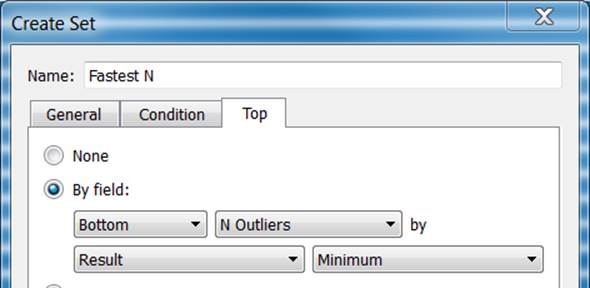 Create Set
Name: Fastest N
General Condition Top
None
By field:
Bottom N Outliers by
Result Minimum